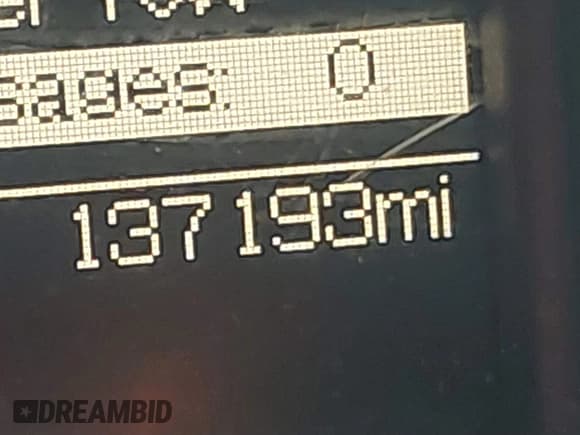 sages: 0
137193mi
DREAMBID